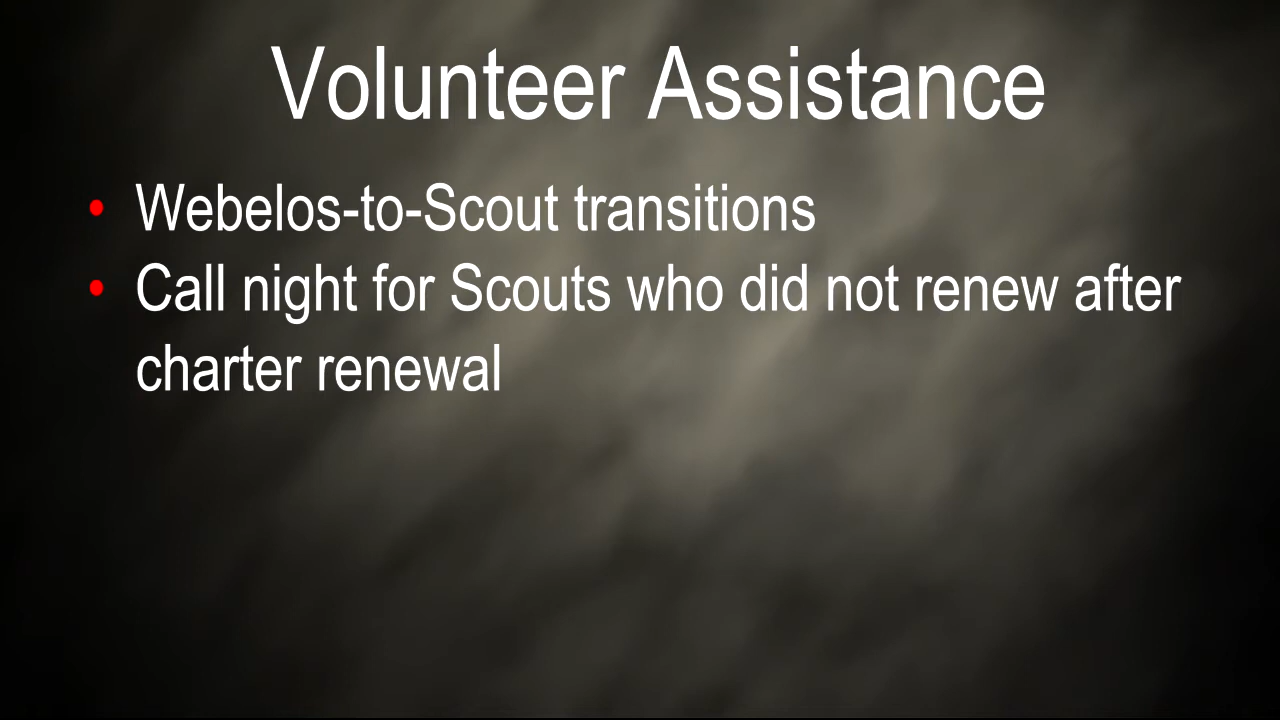 Volunteer Assistance
• Webelos-to-Scout transitions
• Call night for Scouts who did not renew after
charter renewal